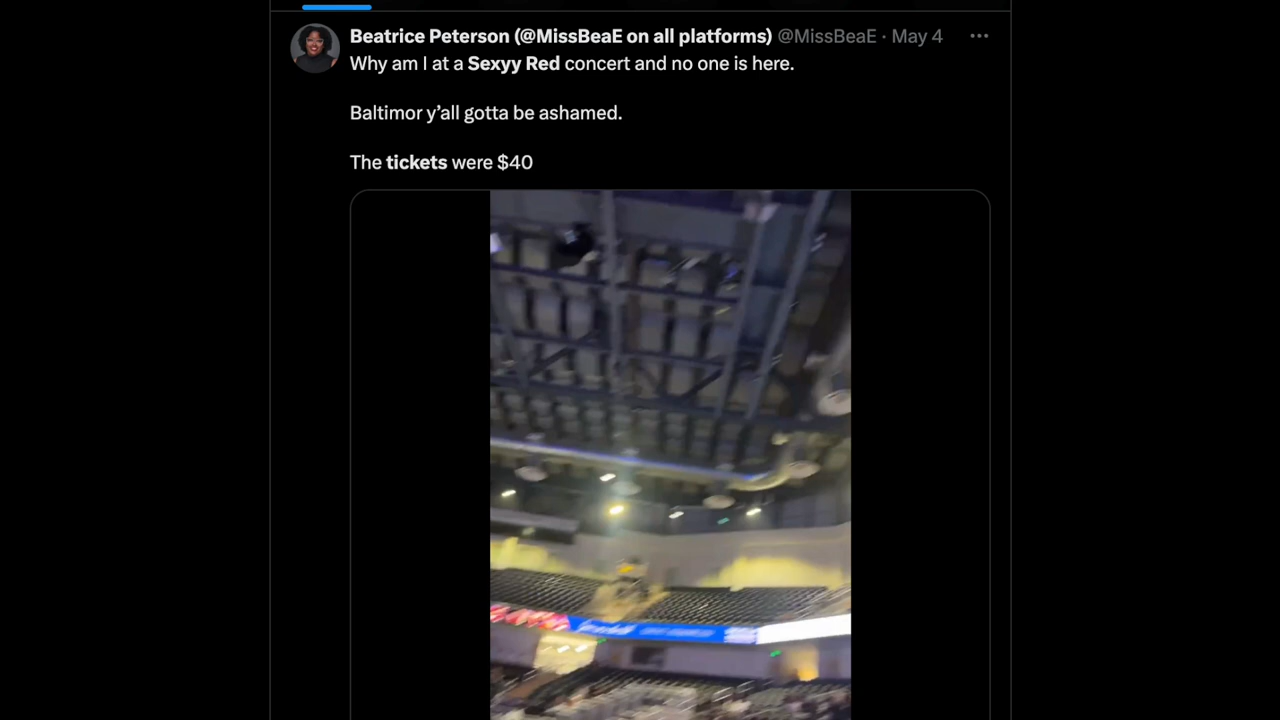 Beatrice Peterson (@MissBeaE on all platforms) @MissBeaE · May 4 ···
Why am I at a Sexyy Red concert and no one is here.
Baltimor y’all gotta be ashamed.
The tickets were $40